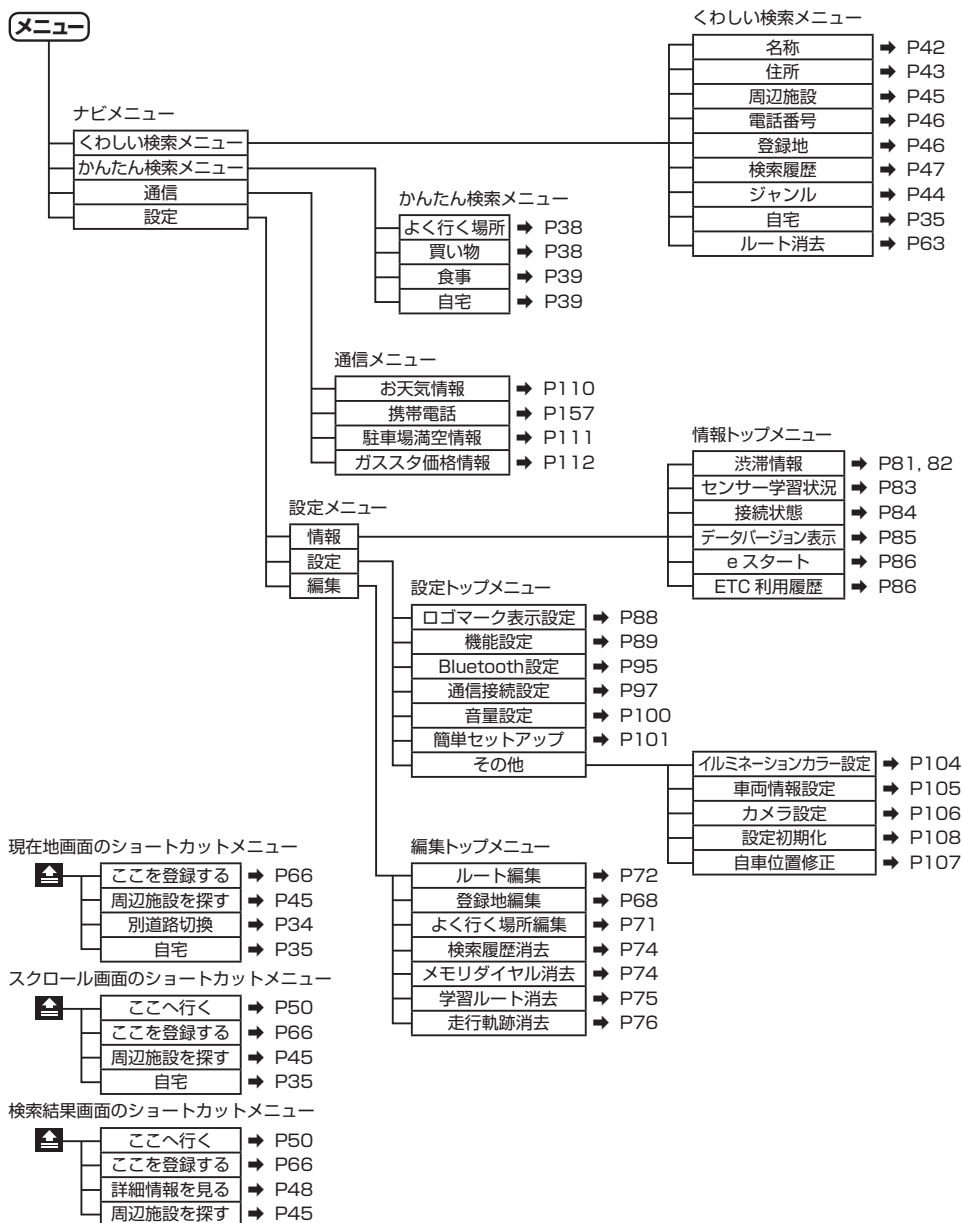 メニュー
ナビメニュー
くわしい検索メニュー
かんたん検索メニュー
通信
設定
くわしい検索メニュー
名称 ➡ P42
住所 ➡ P43
周辺施設 ➡ P45
電話番号 ➡ P46
登録地 ➡ P46
検索履歴 ➡ P47
ジャンル ➡ P44
自宅 ➡ P35
ルート消去 ➡ P63
かんたん検索メニュー
よく行く場所 ➡ P38
買い物 ➡ P38
食事 ➡ P39
自宅 ➡ P39
通信メニュー
お天気情報 ➡ P110
携帯電話 ➡ P157
駐車場満空情報 ➡ P111
ガススタ価格情報 ➡ P112
設定メニュー
情報
設定
編集
情報トップメニュー
渋滞情報 ➡ P81, 82
センサー学習状況 ➡ P83
接続状態 ➡ P84
データバージョン表示 ➡ P85
e スタート ➡ P86
ETC 利用履歴 ➡ P86
設定トップメニュー
ロゴマーク表示設定 ➡ P88
機能設定 ➡ P89
Bluetooth設定 ➡ P95
通信接続設定 ➡ P97
音量設定 ➡ P100
簡単セットアップ ➡ P101
その他
イルミネーションカラー設定 ➡ P104
車両情報設定 ➡ P105
カメラ設定 ➡ P106
設定初期化 ➡ P108
自車位置修正 ➡ P107
編集トップメニュー
ルート編集 ➡ P72
登録地編集 ➡ P68
よく行く場所編集 ➡ P71
検索履歴消去 ➡ P74
メモリダイヤル消去 ➡ P74
学習ルート消去 ➡ P75
走行軌跡消去 ➡ P76
現在地画面のショートカットメニュー
ここを登録する ➡ P66
周辺施設を探す ➡ P45
別道路切換 ➡ P34
自宅 ➡ P35
スクロール画面のショートカットメニュー
ここへ行く ➡ P50
ここを登録する ➡ P66
周辺施設を探す ➡ P45
自宅 ➡ P35
検索結果画面のショートカットメニュー
ここへ行く ➡ P50
ここを登録する ➡ P66
詳細情報を見る ➡ P48
周辺施設を探す ➡ P45